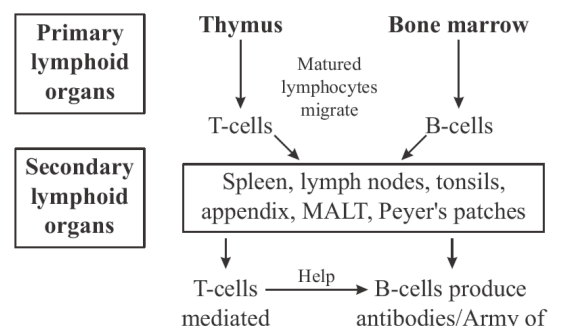 Primary
lymphoid
organs
Thymus
Bone marrow
Matured
lymphocytes
migrate
T-cells
B-cells
Secondary
lymphoid
organs
Spleen, lymph nodes, tonsils,
appendix, MALT, Peyer's patches
T-cells
mediated
Help
B-cells produce
antibodies/Army of